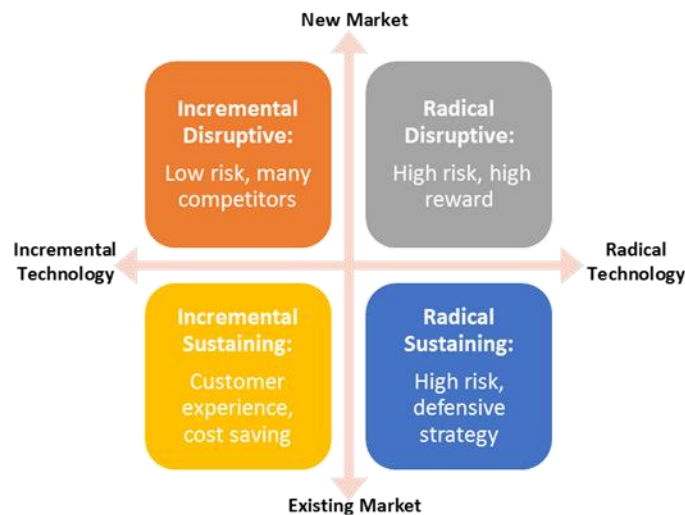 New Market
Incremental
Disruptive:
Low risk, many
competitors
Radical
Disruptive:
High risk, high
reward
Incremental
Technology
Radical
Technology
Incremental
Sustaining:
Customer
experience,
cost saving
Radical
Sustaining:
High risk,
defensive
strategy
Existing Market